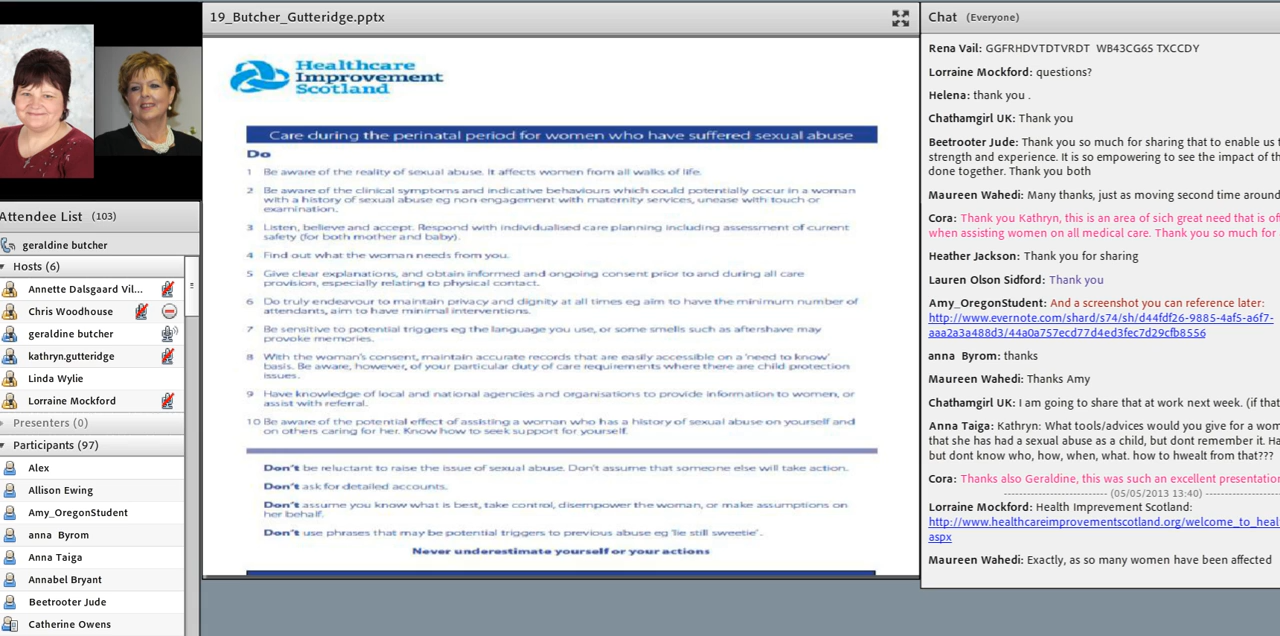 19_Butcher_Gutteridge.pptx
Healthcare
Improvement
Scotland
Care during the perinatal period for women who have suffered sexual abuse
Do
1 Be aware of the reality of sexual abuse. It affects women from all walks of life.
2 Be aware of the clinical symptoms and indicative behaviours which could potentially occur in a woman
with a history of sexual abuse eg non engagement with maternity services, unease with touch or
examination.
3 Listen, believe and accept. Respond with individualised care planning including assessment of current
safety (for both mother and baby).
4 Find out what the woman needs from you.
5 Give clear explanations, and obtain informed and ongoing consent prior to and during all care
provision, especially relating to physical contact.
6 Do truly endeavour to maintain privacy and dignity at all times eg aim to have the minimum number of
attendants, aim to have minimal interventions.
7 Be sensitive to potential triggers eg the language you use, or some smells such as aftershave may
provoke memories.
8 With the woman's consent, maintain accurate records that are easily accessible on a 'need to know'
basis. Be aware, however, of your particular duty of care requirements where there are child protection
issues.
9 Have knowledge of local and national agencies and organisations to provide information to women, or
assist with referral.
10 Be aware of the potential effect of assisting a woman who has a history of sexual abuse on yourself and
on others caring for her. Know how to seek support for yourself.
Don't be reluctant to raise the issue of sexual abuse. Don't assume that someone else will take action.
Don't ask for detailed accounts.
Don't assume you know what is best, take control, disempower the woman, or make assumptions on
her behalf.
Don't use phrases that may be potential triggers to previous abuse eg 'lie still sweetie'.
Never underestimate yourself or your actions
Attendee List (103)
geraldine butcher
Hosts (6)
Annette Dalsgaard Vil...
Chris Woodhouse
geraldine butcher
kathryn.gutteridge
Linda Wylie
Lorraine Mockford
Presenters (0)
Participants (97)
Alex
Allison Ewing
Amy_OregonStudent
anna Byrom
Anna Taiga
Annabel Bryant
Beetrooter Jude
Catherine Owens
Chat (Everyone)
Rena Vail: GGFRHDVTDTVRDT WB43CG65 TXCCDY
Lorraine Mockford: questions?
Helena: thank you .
Chathamgirl UK: Thank you
Beetrooter Jude: Thank you so much for sharing that to enable us
strength and experience. It is so empowering to see the impact of th
done together. Thank you both
Maureen Wahedi: Many thanks, just as moving second time around
Cora: Thank you Kathryn, this is an area of sich great need that is of
when assisting women on all medical care. Thank you so much for
Heather Jackson: Thank you for sharing
Lauren Olson Sidford: Thank you
Amy_OregonStudent: And a screenshot you can reference later:
http://www.evernote.com/shard/s74/sh/d44fdf26-9885-4af5-a6f7-
aaa2a3a488d3/44a0a757ecd77d4ed3fec7d29cfb8556
anna Byrom: thanks
Maureen Wahedi: Thanks Amy
Chathamgirl UK: I am going to share that at work next week. (if that
Anna Taiga: Kathryn: What tools/advices would you give for a wom
that she has had a sexual abuse as a child, but dont remember it. Ha
but dont know who, how, when, what. how to hwealt from that???
Cora: Thanks also Geraldine, this was such an excellent presentation
(05/05/2013 13:40)
Lorraine Mockford: Health Imprevement Scotland:
http://www.healthcareimprovementscotland.org/welcome_to_heal
aspx
Maureen Wahedi: Exactly, as so many women have been affected